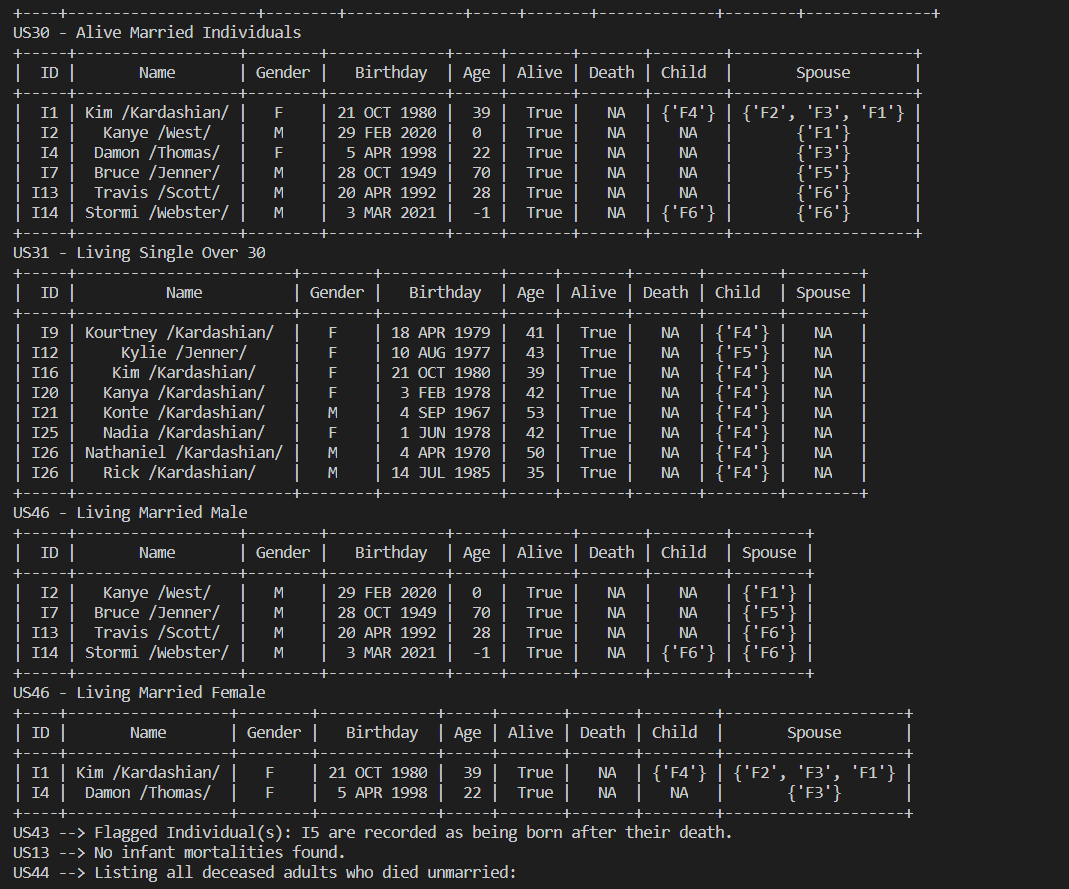 +----+---------------------+--------+-------------+-----+-------+------------+--------+--------------+
US30 - Alive Married Individuals
+-----+------------------+--------+-------------+-----+-------+-------+--------+--------------------+
|  ID |       Name       | Gender |   Birthday  | Age | Alive | Death | Child  |       Spouse       |
+-----+------------------+--------+-------------+-----+-------+-------+--------+--------------------+
|  I1 | Kim /Kardashian/ |   F    | 21 OCT 1980 |  39 |  True |   NA  | {'F4'} | {'F2', 'F3', 'F1'} |
|  I2 |   Kanye /West/   |   M    | 29 FEB 2020 |  0  |  True |   NA  |   NA   |       {'F1'}       |
|  I4 |  Damon /Thomas/  |   F    |  5 APR 1998 |  22 |  True |   NA  |   NA   |       {'F3'}       |
|  I7 |  Bruce /Jenner/  |   M    | 28 OCT 1949 |  70 |  True |   NA  |   NA   |       {'F5'}       |
| I13 |  Travis /Scott/  |   M    | 20 APR 1992 |  28 |  True |   NA  |   NA   |       {'F6'}       |
| I14 | Stormi /Webster/ |   M    |  3 MAR 2021 |  -1 |  True |   NA  | {'F6'} |       {'F6'}       |
+-----+------------------+--------+-------------+-----+-------+-------+--------+--------------------+
US31 - Living Single Over 30
+-----+------------------------+--------+-------------+-----+-------+-------+--------+--------+
|  ID |          Name          | Gender |   Birthday  | Age | Alive | Death | Child  | Spouse |
+-----+------------------------+--------+-------------+-----+-------+-------+--------+--------+
|  I9 | Kourtney /Kardashian/  |   F    | 18 APR 1979 |  41 |  True |   NA  | {'F4'} |   NA   |
| I12 |     Kylie /Jenner/     |   F    | 10 AUG 1977 |  43 |  True |   NA  | {'F5'} |   NA   |
| I16 |    Kim /Kardashian/    |   F    | 21 OCT 1980 |  39 |  True |   NA  | {'F4'} |   NA   |
| I20 |   Kanya /Kardashian/   |   F    |  3 FEB 1978 |  42 |  True |   NA  | {'F4'} |   NA   |
| I21 |   Konte /Kardashian/   |   M    |  4 SEP 1967 |  53 |  True |   NA  | {'F4'} |   NA   |
| I25 |   Nadia /Kardashian/   |   F    |  1 JUN 1978 |  42 |  True |   NA  | {'F4'} |   NA   |
| I26 | Nathaniel /Kardashian/ |   M    |  4 APR 1970 |  50 |  True |   NA  | {'F4'} |   NA   |
| I26 |   Rick /Kardashian/    |   M    | 14 JUL 1985 |  35 |  True |   NA  | {'F4'} |   NA   |
+-----+------------------------+--------+-------------+-----+-------+-------+--------+--------+
US46 - Living Married Male
+-----+------------------+--------+-------------+-----+-------+-------+--------+--------+
|  ID |       Name       | Gender |   Birthday  | Age | Alive | Death | Child  | Spouse |
+-----+------------------+--------+-------------+-----+-------+-------+--------+--------+
|  I2 |   Kanye /West/   |   M    | 29 FEB 2020 |  0  |  True |   NA  |   NA   | {'F1'} |
|  I7 |  Bruce /Jenner/  |   M    | 28 OCT 1949 |  70 |  True |   NA  |   NA   | {'F5'} |
| I13 |  Travis /Scott/  |   M    | 20 APR 1992 |  28 |  True |   NA  |   NA   | {'F6'} |
| I14 | Stormi /Webster/ |   M    |  3 MAR 2021 |  -1 |  True |   NA  | {'F6'} | {'F6'} |
+-----+------------------+--------+-------------+-----+-------+-------+--------+--------+
US46 - Living Married Female
+----+------------------+--------+-------------+-----+-------+-------+--------+--------------------+
| ID |       Name       | Gender |   Birthday  | Age | Alive | Death | Child  |       Spouse       |
+----+------------------+--------+-------------+-----+-------+-------+--------+--------------------+
| I1 | Kim /Kardashian/ |   F    | 21 OCT 1980 |  39 |  True |   NA  | {'F4'} | {'F2', 'F3', 'F1'} |
| I4 |  Damon /Thomas/  |   F    |  5 APR 1998 |  22 |  True |   NA  |   NA   |       {'F3'}       |
+----+------------------+--------+-------------+-----+-------+-------+--------+--------------------+
US43 --> Flagged Individual(s): I5 are recorded as being born after their death.
US13 --> No infant mortalities found.
US44 --> Listing all deceased adults who died unmarried: